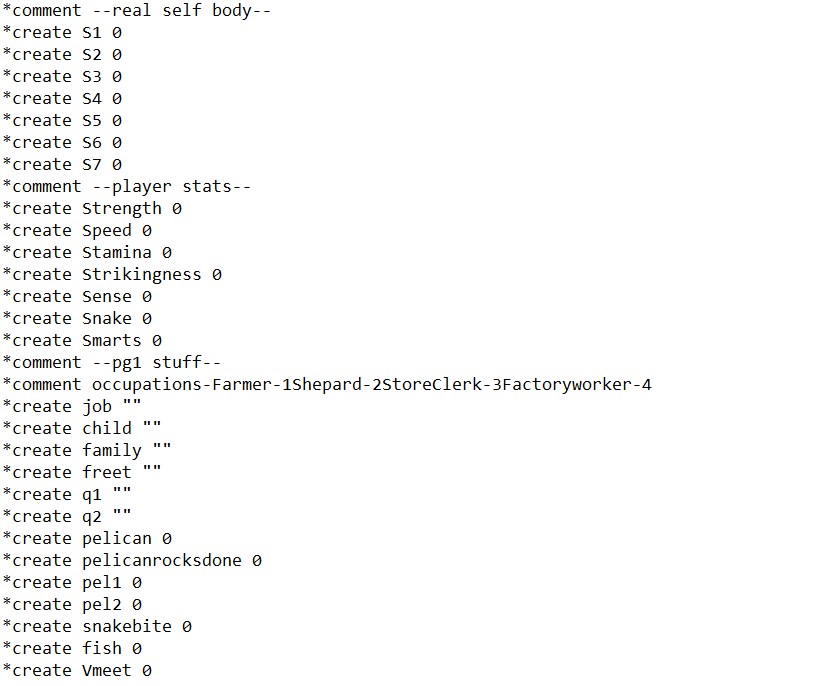 *comment --real self body--
*create S1 0
*create S2 0
*create S3 0
*create S4 0
*create S5 0
*create S6 0
*create S7 0
*comment --player stats--
*create Strength 0
*create Speed 0
*create Stamina 0
*create Strikingness 0
*create Sense 0
*create Snake 0
*create Smarts 0
*comment --pg1 stuff--
*comment occupations-Farmer-1Shepard-2StoreClerk-3Factoryworker-4
*create job ""
*create child ""
*create family ""
*create freet ""
*create q1 ""
*create q2 ""
*create pelican 0
*create pelicanrocksdone 0
*create pel1 0
*create pel2 0
*create snakebite 0
*create fish 0
*create Vmeet 0